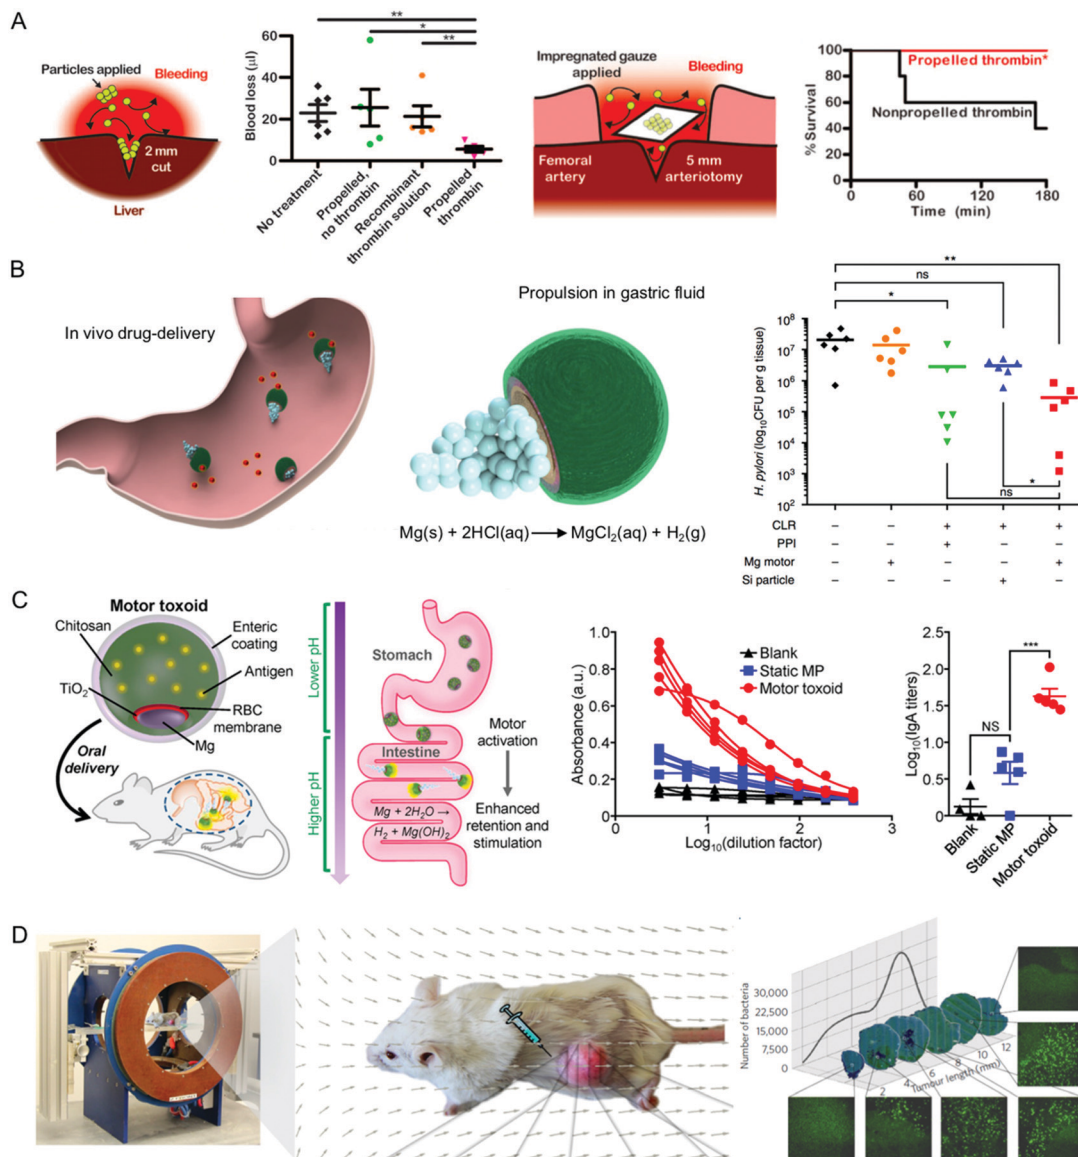 A
Particles applied
Bleeding
2 mm
cut
Liver
Blood loss (µl)
60
40
20
0
**
*
**
No treatment
Propelled,
no thrombin
Recombinant
thrombin solution
Propelled
thrombin
Impregnated gauze
applied
Bleeding
Femoral
artery
5 mm
arteriotomy
% Survival
100
80
60
40
20
0
Propelled thrombin*
Nonpropelled thrombin
0
60
120
180
Time (min)
B
In vivo drug-delivery
Propulsion in gastric fluid
Mg(s) + 2HCl(aq) → MgCl₂(aq) + H₂(g)
H. pylori (log₁₀CFU per g tissue)
10⁸
10⁷
10⁶
10⁵
10⁴
10³
10²
**
ns
*
*
ns
CLR – – + + +
PPI – – + – –
Mg motor – + – – +
Si particle – – – + –
C
Motor toxoid
Chitosan
Enteric
coating
Antigen
TiO₂
RBC
membrane
Mg
Oral
delivery
Lower pH
Higher pH
Stomach
Intestine
Motor
activation
Enhanced
retention and
stimulation
Mg + 2H₂O →
H₂ + Mg(OH)₂
Absorbance (a.u.)
1.0
0.8
0.6
0.4
0.2
0
Blank
Static MP
Motor toxoid
0
1.0
2.0
3.0
Log₁₀(dilution factor)
Log₁₀(IgA titers)
2.5
2.0
1.5
1.0
0.5
0.0
NS
***
Blank
Static MP
Motor toxoid
D
Number of bacteria
30,000
22,500
15,000
7,500
0
2
4
6
8
10
12
Tumour length (mm)